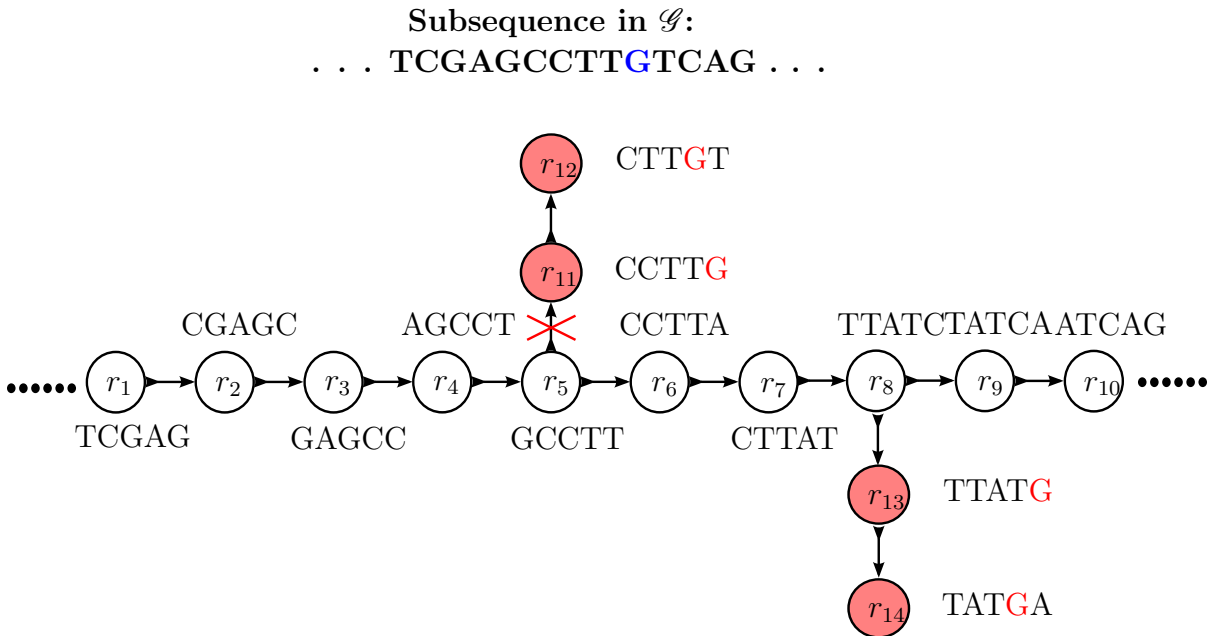 Subsequence in 𝒢:
. . . TCGAGCCTTGTCAG . . .
r12 CTTGT
r11 CCTTG
CGAGC AGCCT CCTTA TTATC TATCA ATCAG
r1 r2 r3 r4 r5 r6 r7 r8 r9 r10
TCGAG GAGCC GCCTT CTTAT
r13 TTATG
r14 TATGA